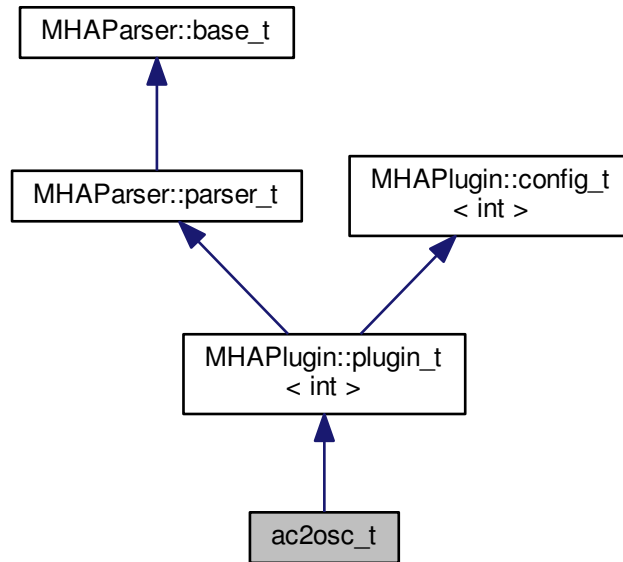 MHAParser::base_t
MHAParser::parser_t
MHAPlugin::config_t
< int >
MHAPlugin::plugin_t
< int >
ac2osc_t